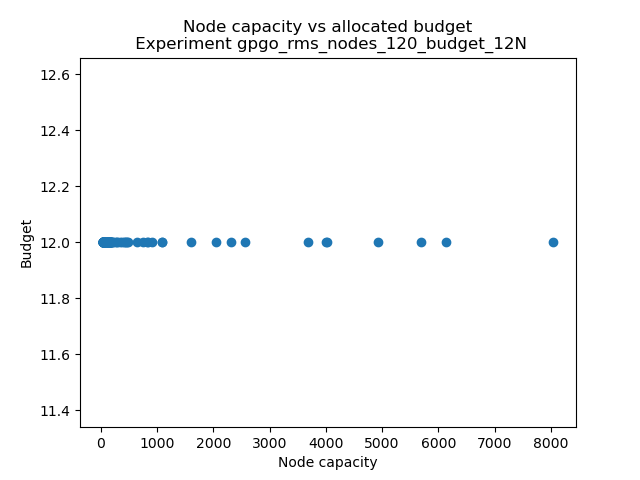 Node capacity vs allocated budget
Experiment gpgo_rms_nodes_120_budget_12N
12.6
12.4
12.2
12.0
11.8
11.6
11.4
Budget
0 1000 2000 3000 4000 5000 6000 7000 8000
Node capacity